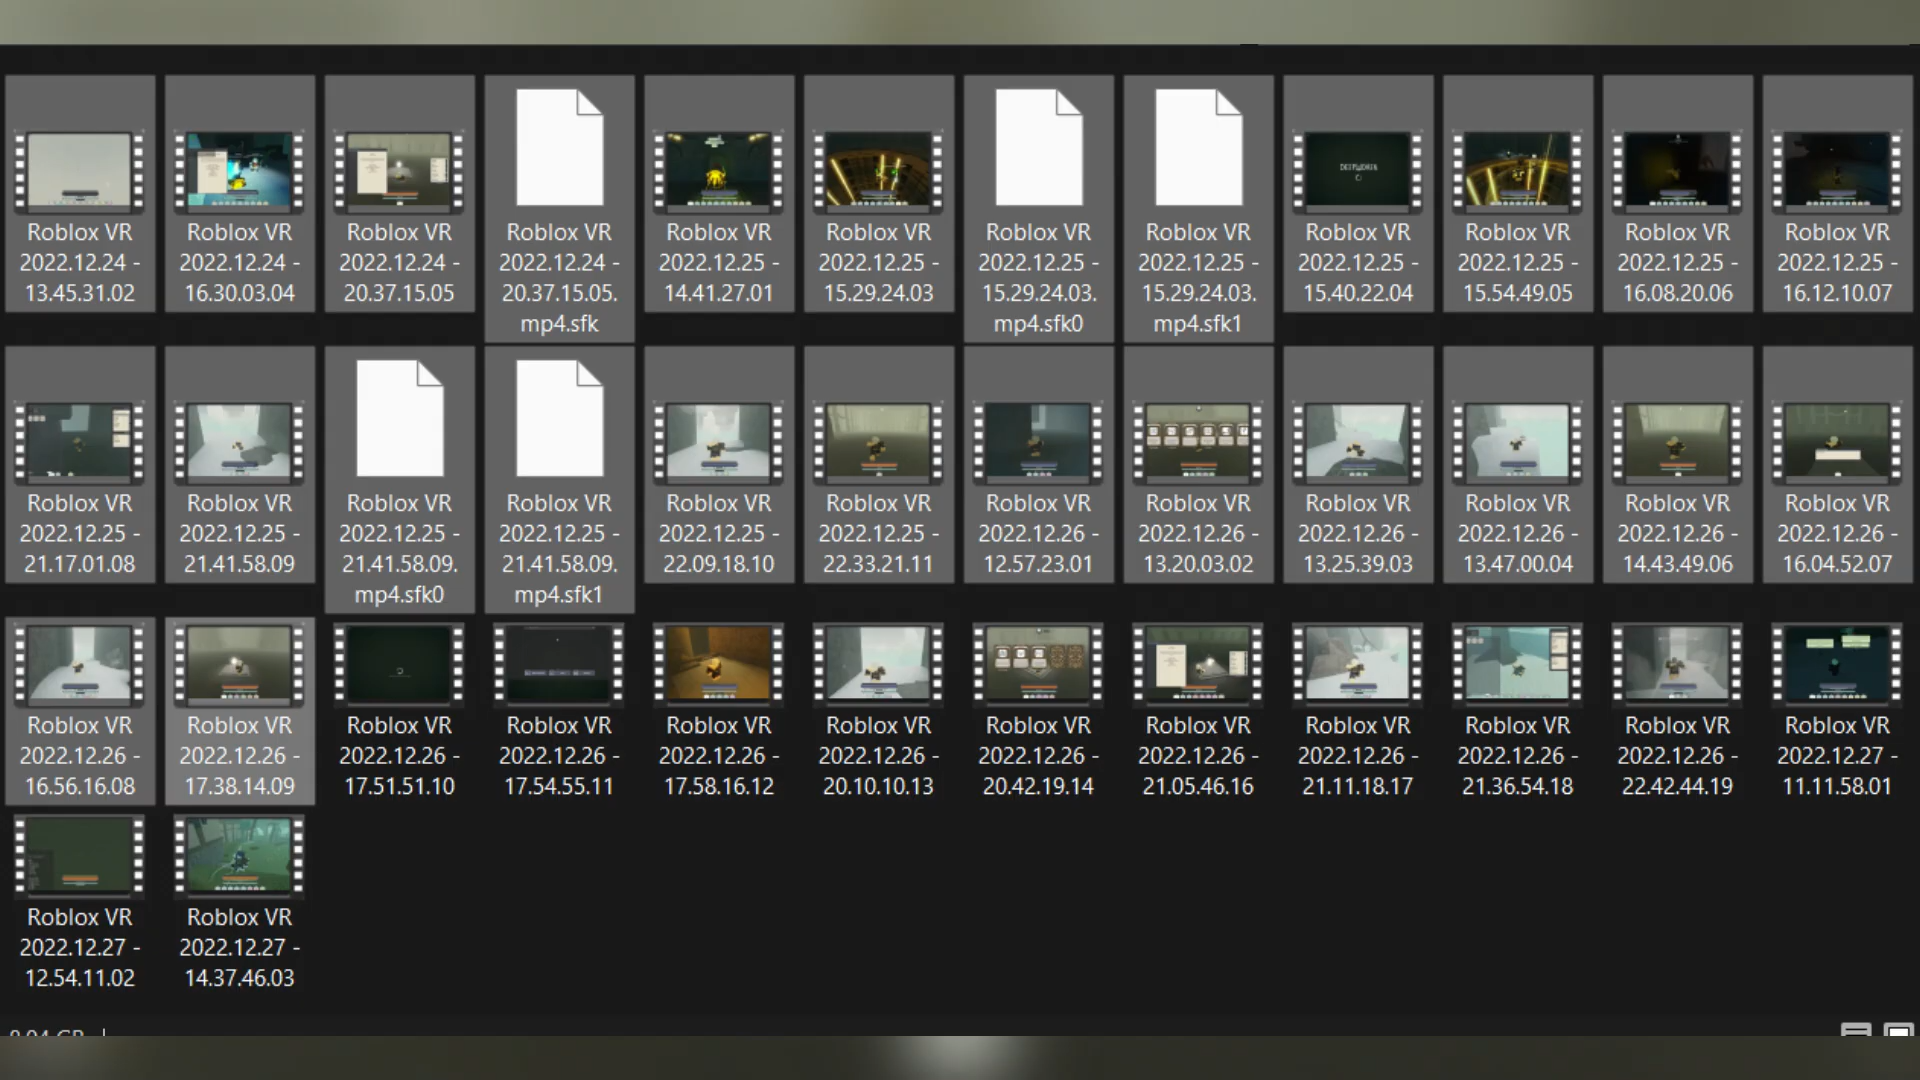 Roblox VR
2022.12.24 -
13.45.31.02
Roblox VR
2022.12.24 -
16.30.03.04
Roblox VR
2022.12.24 -
20.37.15.05
Roblox VR
2022.12.24 -
20.37.15.05.
mp4.sfk
Roblox VR
2022.12.25 -
14.41.27.01
Roblox VR
2022.12.25 -
15.29.24.03
Roblox VR
2022.12.25 -
15.29.24.03.
mp4.sfk0
Roblox VR
2022.12.25 -
15.29.24.03.
mp4.sfk1
Roblox VR
2022.12.25 -
15.40.22.04
Roblox VR
2022.12.25 -
15.54.49.05
Roblox VR
2022.12.25 -
16.08.20.06
Roblox VR
2022.12.25 -
16.12.10.07
Roblox VR
2022.12.25 -
21.17.01.08
Roblox VR
2022.12.25 -
21.41.58.09
Roblox VR
2022.12.25 -
21.41.58.09.
mp4.sfk0
Roblox VR
2022.12.25 -
21.41.58.09.
mp4.sfk1
Roblox VR
2022.12.25 -
22.09.18.10
Roblox VR
2022.12.25 -
22.33.21.11
Roblox VR
2022.12.26 -
12.57.23.01
Roblox VR
2022.12.26 -
13.20.03.02
Roblox VR
2022.12.26 -
13.25.39.03
Roblox VR
2022.12.26 -
13.47.00.04
Roblox VR
2022.12.26 -
14.43.49.06
Roblox VR
2022.12.26 -
16.04.52.07
Roblox VR
2022.12.26 -
16.56.16.08
Roblox VR
2022.12.26 -
17.38.14.09
Roblox VR
2022.12.26 -
17.51.51.10
Roblox VR
2022.12.26 -
17.54.55.11
Roblox VR
2022.12.26 -
17.58.16.12
Roblox VR
2022.12.26 -
20.10.10.13
Roblox VR
2022.12.26 -
20.42.19.14
Roblox VR
2022.12.26 -
21.05.46.16
Roblox VR
2022.12.26 -
21.11.18.17
Roblox VR
2022.12.26 -
21.36.54.18
Roblox VR
2022.12.26 -
22.42.44.19
Roblox VR
2022.12.27 -
11.11.58.01
Roblox VR
2022.12.27 -
12.54.11.02
Roblox VR
2022.12.27 -
14.37.46.03